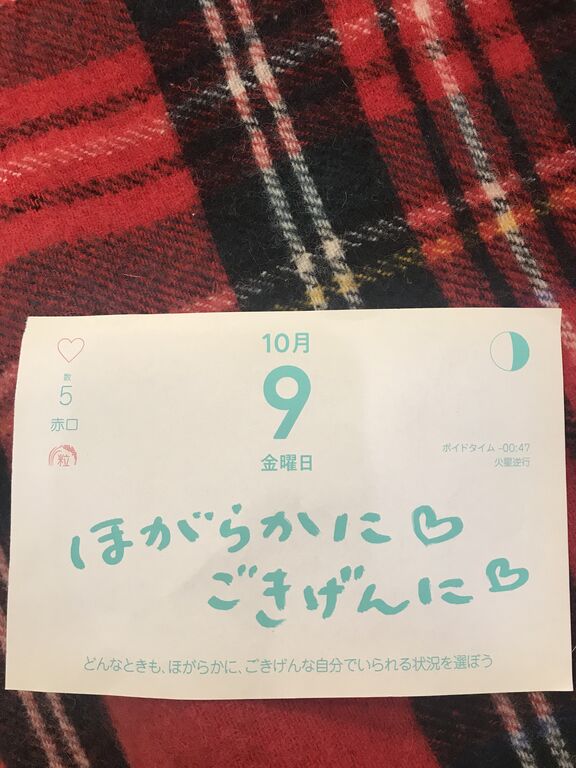 10月
9
金曜日
数
5
赤口
粒
ボイドタイム -00:47
火星逆行
ほがらかに♡
ごきげんに♡
どんなときも、ほがらかに、ごきげんな自分でいられる状況を選ぼう